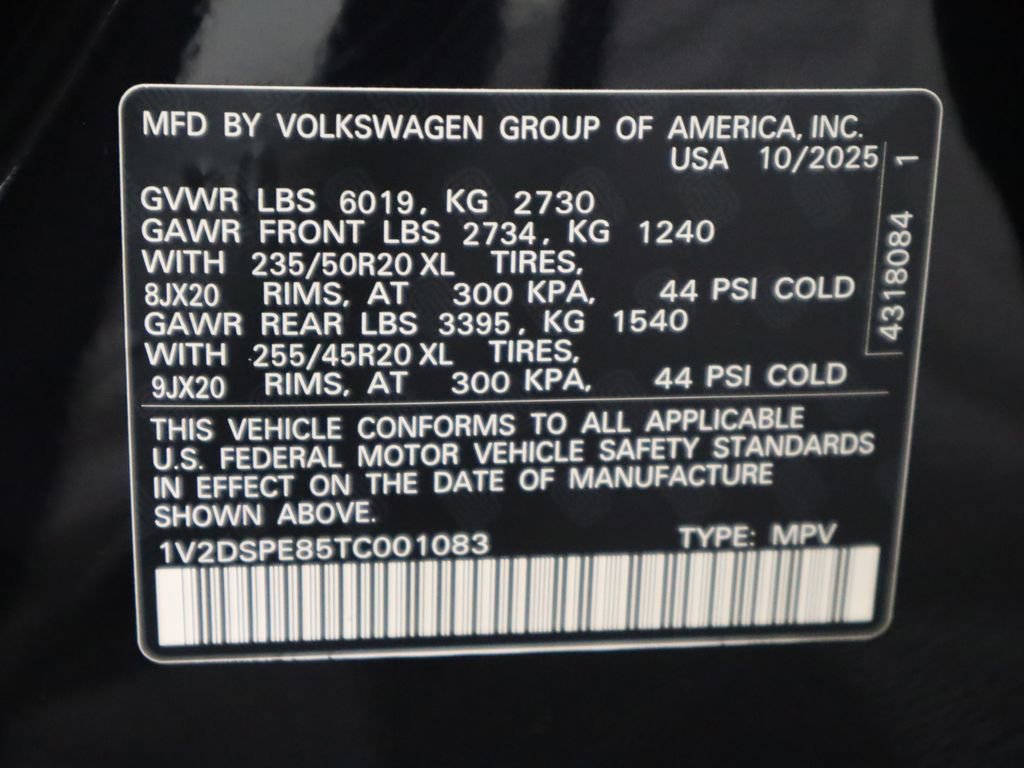 MFD BY VOLKSWAGEN GROUP OF AMERICA, INC.
USA 10/2025
GVWR LBS 6019, KG 2730
GAWR FRONT LBS 2734, KG 1240
WITH 235/50R20 XL TIRES,
8JX20 RIMS, AT 300 KPA, 44 PSI COLD
GAWR REAR LBS 3395, KG 1540
WITH 255/45R20 XL TIRES,
9JX20 RIMS, AT 300 KPA, 44 PSI COLD
4318084 1
THIS VEHICLE CONFORMS TO ALL APPLICABLE
U.S. FEDERAL MOTOR VEHICLE SAFETY STANDARDS
IN EFFECT ON THE DATE OF MANUFACTURE
SHOWN ABOVE.
1V2DSPE85TC001083 TYPE: MPV